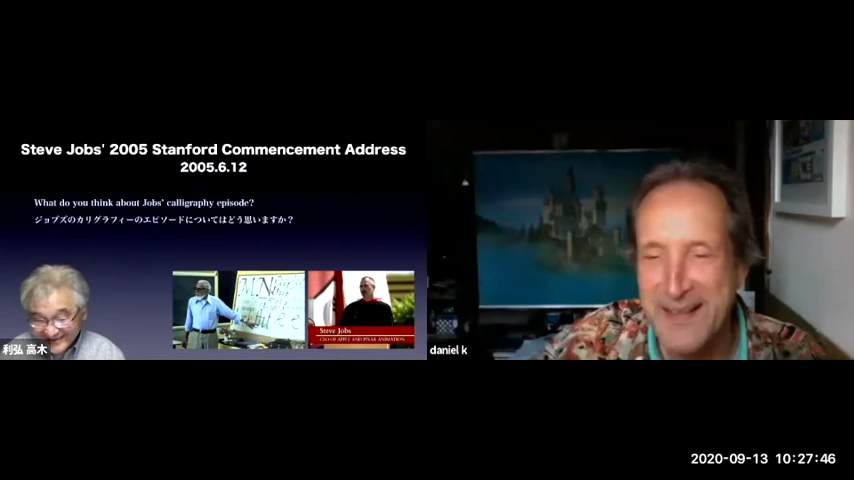 Steve Jobs' 2005 Stanford Commencement Address
2005.6.12
What do you think about Jobs' calligraphy episode?
ジョブズのカリグラフィーのエピソードについてはどう思いますか？
Steve Jobs
CEO OF APPLE AND PIXAR ANIMATION
利弘 高木
daniel k
2020-09-13 10:27:46